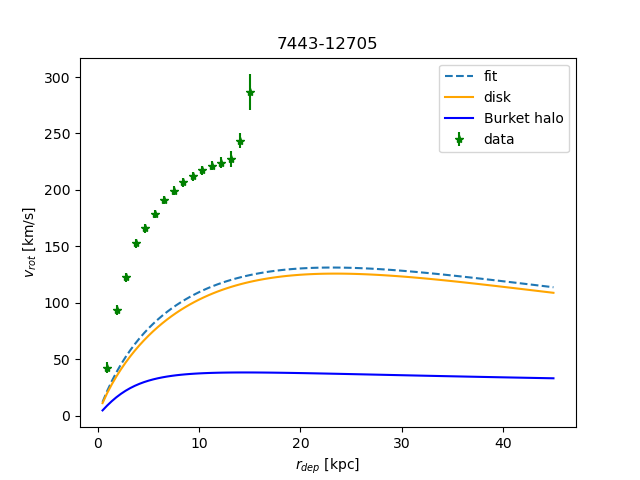 7443-12705
300
250
200
150
100
50
0
v_rot [km/s]
fit
disk
Burket halo
data
0 10 20 30 40
r_dep [kpc]